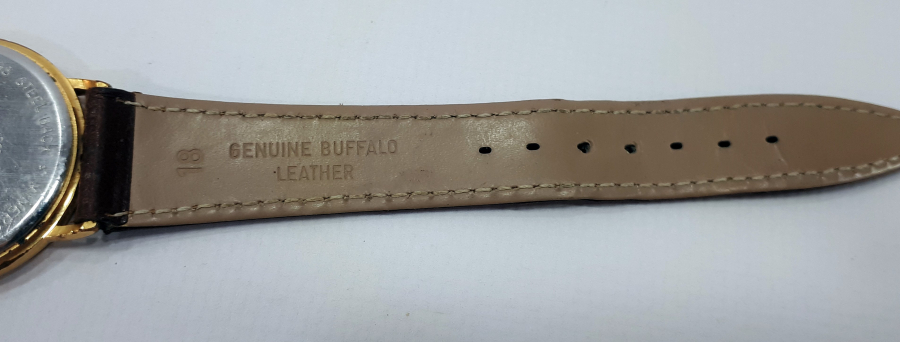 18
GENUINE BUFFALO
LEATHER